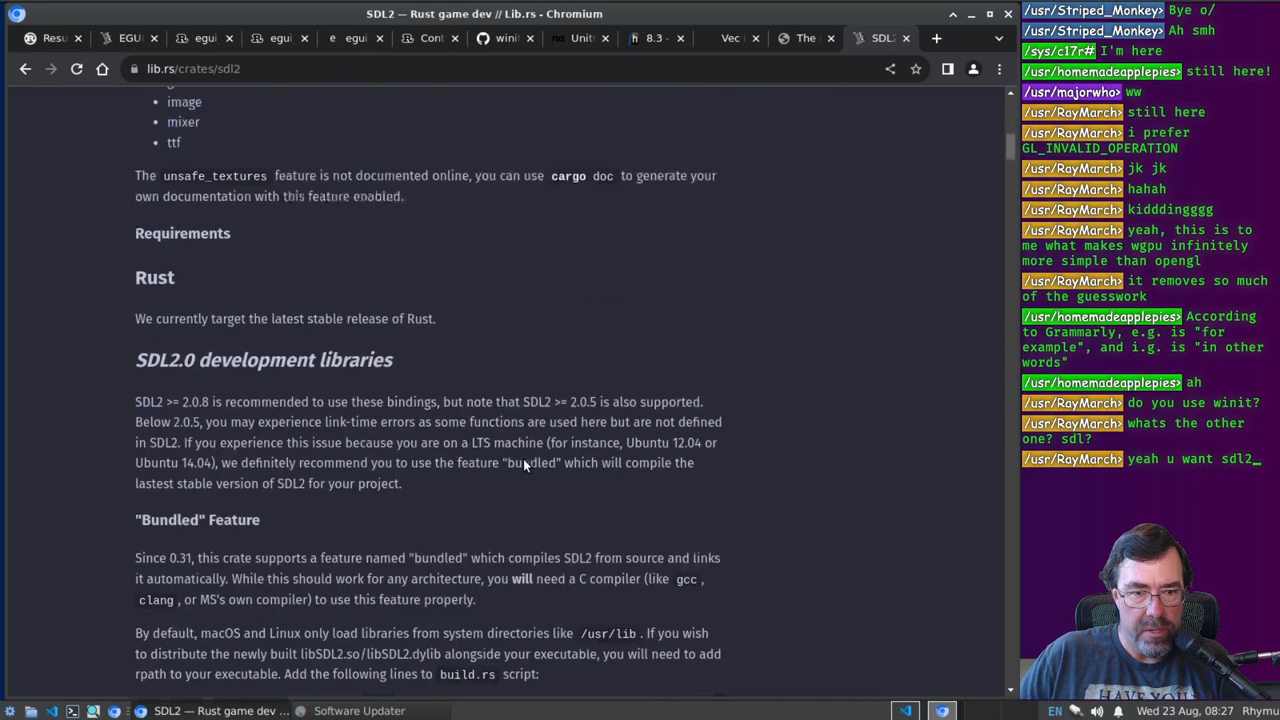 SDL2 — Rust game dev // Lib.rs - Chromium
Resu
EGU
egui
egui
egui
Cont
winit
Unit
8.3 -
Vec i
The
SDL2
lib.rs/crates/sdl2
image
mixer
ttf
The unsafe_textures feature is documented online, you can use cargo doc to generate your
own documentation with this feature enabled.
Requirements
Rust
We currently target the latest stable release of Rust.
SDL2.0 development libraries
SDL2 >= 2.0.8 is recommended to use these bindings, but note that SDL2 >= 2.0.5 is also supported.
Below 2.0.5, you may experience link-time errors as some functions are used here but are not defined
in SDL2. If you experience this issue because you are on a LTS machine (for instance, Ubuntu 12.04 or
Ubuntu 14.04), we definitely recommend you to use the feature "bundled" which will compile the
lastest stable version of SDL2 for your project.
"Bundled" Feature
Since 0.31, this crate supports a feature named "bundled" which compiles SDL2 from source and links
it automatically. While this should work for any architecture, you will need a C compiler (like gcc ,
clang , or MS's own compiler) to use this feature properly.
By default, macOS and Linux only load libraries from system directories like /usr/lib . If you wish
to distribute the newly built libSDL2.so/libSDL2.dylib alongside your executable, you will need to add
rpath to your executable. Add the following lines to build.rs script:
SDL2 — Rust game dev ...
Software Updater
EN
Wed 23 Aug, 08:27
Rhymu
/usr/Striped_Monkey> Bye o/
/usr/Striped_Monkey> Ah smh
/sys/c17r# I'm here
/usr/homemadeapplepies> still here!
/usr/majorwho> ww
/usr/RayMarch> still here
/usr/RayMarch> i prefer
GL_INVALID_OPERATION
/usr/RayMarch> jk jk
/usr/RayMarch> hahah
/usr/RayMarch> kidddingggg
/usr/RayMarch> yeah, this is to
me what makes wgpu infinitely
more simple than opengl
/usr/RayMarch> it removes so much
of the guesswork
/usr/homemadeapplepies> According
to Grammarly, e.g. is "for
example", and i.g. is "in other
words"
/usr/homemadeapplepies> ah
/usr/RayMarch> do you use winit?
/usr/RayMarch> whats the other
one? sdl?
/usr/RayMarch> yeah u want sdl2_
HAVE YOU